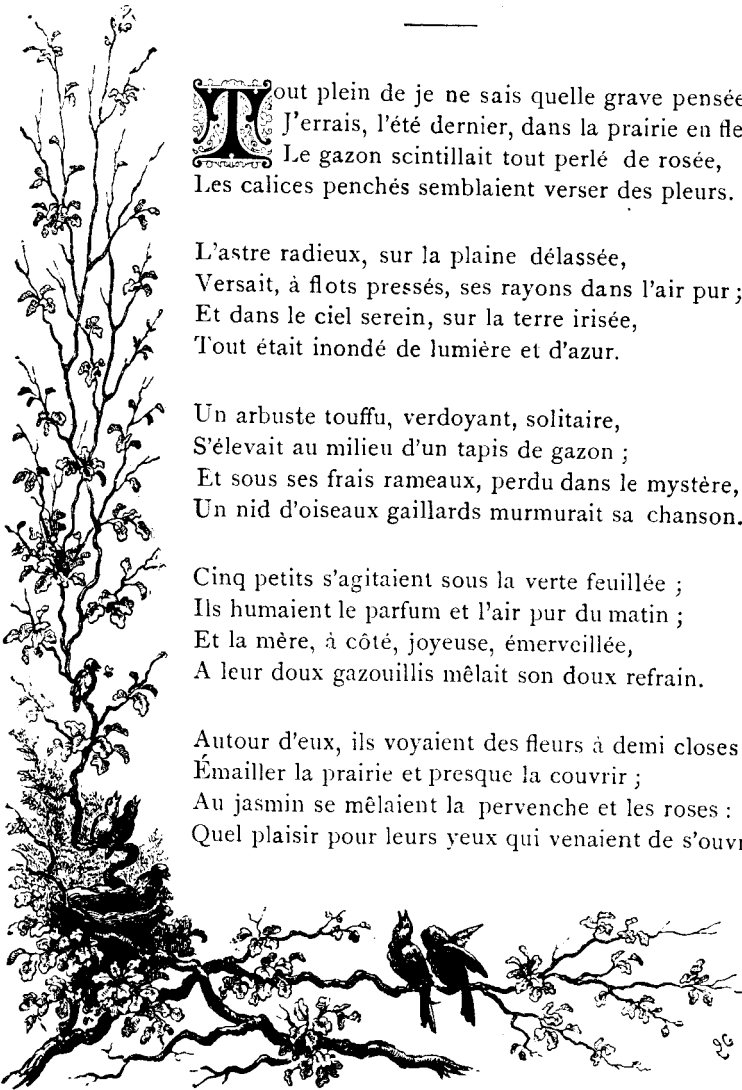 Tout plein de je ne sais quelle grave pensée
J'errais, l'été dernier, dans la prairie en fle
Le gazon scintillait tout perlé de rosée,
Les calices penchés semblaient verser des pleurs.
L'astre radieux, sur la plaine délassée,
Versait, à flots pressés, ses rayons dans l'air pur ;
Et dans le ciel serein, sur la terre irisée,
Tout était inondé de lumière et d'azur.
Un arbuste touffu, verdoyant, solitaire,
S'élevait au milieu d'un tapis de gazon ;
Et sous ses frais rameaux, perdu dans le mystère,
Un nid d'oiseaux gaillards murmurait sa chanson.
Cinq petits s'agitaient sous la verte feuillée ;
Ils humaient le parfum et l'air pur du matin ;
Et la mère, à côté, joyeuse, émerveillée,
A leur doux gazouillis mêlait son doux refrain.
Autour d'eux, ils voyaient des fleurs à demi closes
Émailler la prairie et presque la couvrir ;
Au jasmin se mêlaient la pervenche et les roses :
Quel plaisir pour leurs yeux qui venaient de s'ouvr